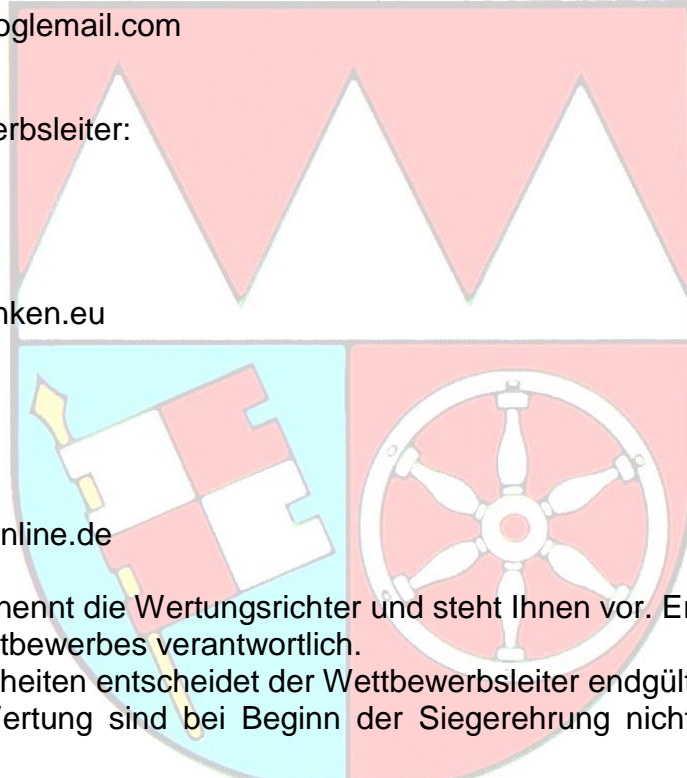 oglemail.com
erbsleiter:
nken.eu
nline.de
nennt die Wertungsrichter und steht Ihnen vor. Er
ttbewerbes verantwortlich.
heiten entscheidet der Wettbewerbsleiter endgült
Wertung sind bei Beginn der Siegerehrung nicht